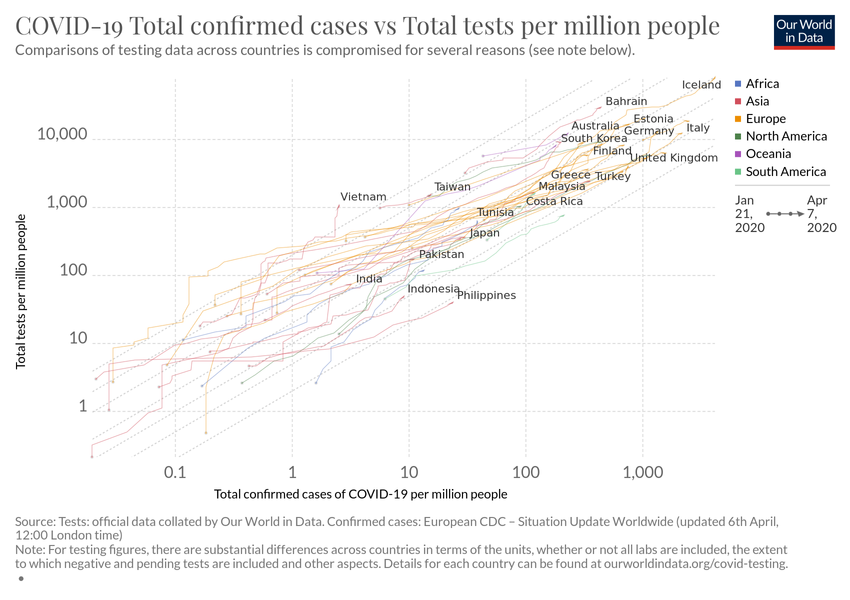 COVID-19 Total confirmed cases vs Total tests per million people
Comparisons of testing data across countries is compromised for several reasons (see note below).
Our World
in Data
Total tests per million people
10,000
1,000
100
10
1
0.1
1
10
100
1,000
Total confirmed cases of COVID-19 per million people
Iceland
Bahrain
Estonia
Australia
Germany
Italy
South Korea
Finland
United Kingdom
Greece
Turkey
Taiwan
Malaysia
Vietnam
Costa Rica
Tunisia
Japan
Pakistan
India
Indonesia
Philippines
Africa
Asia
Europe
North America
Oceania
South America
Jan
21,
2020
Apr
7,
2020
Source: Tests: official data collated by Our World in Data. Confirmed cases: European CDC – Situation Update Worldwide (updated 6th April,
12:00 London time)
Note: For testing figures, there are substantial differences across countries in terms of the units, whether or not all labs are included, the extent
to which negative and pending tests are included and other aspects. Details for each country can be found at ourworldindata.org/covid-testing.